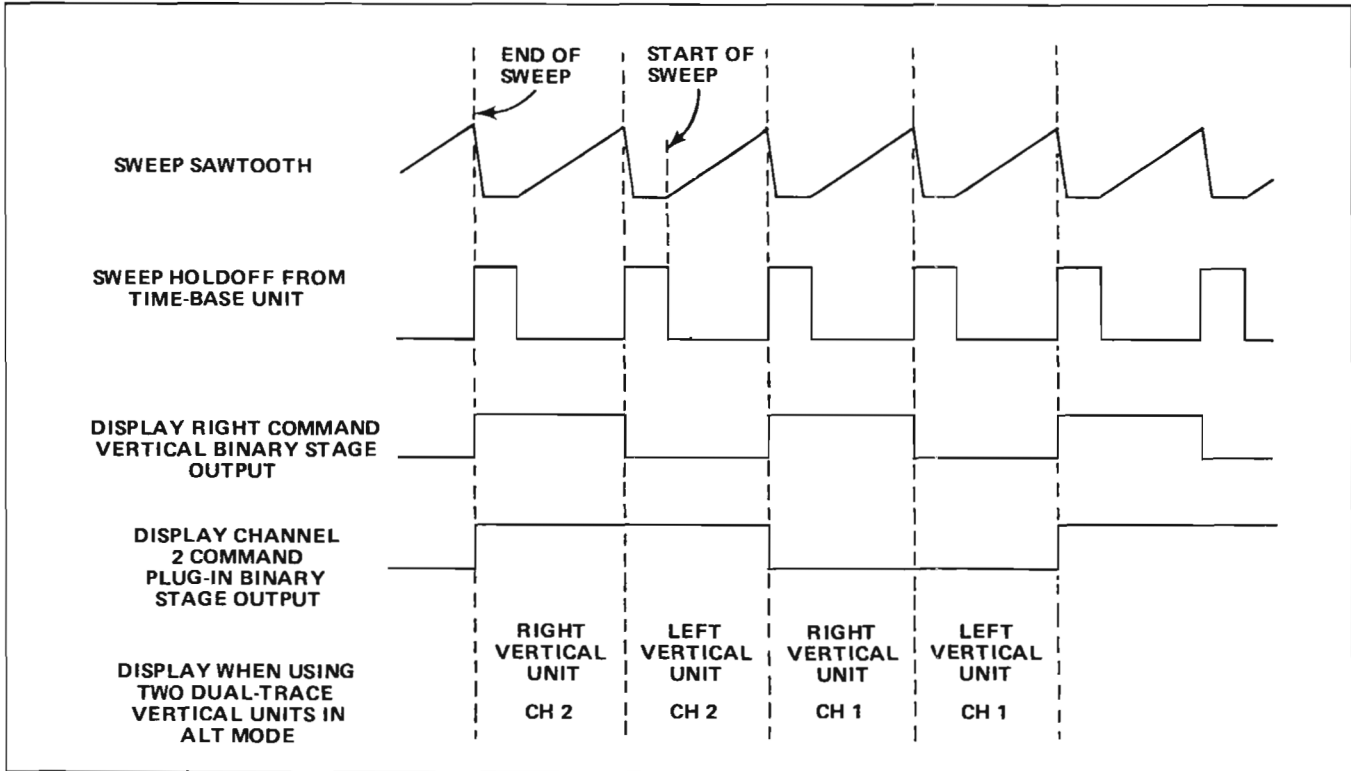 END OF
SWEEP
START OF
SWEEP
SWEEP SAWTOOTH
SWEEP HOLDOFF FROM
TIME-BASE UNIT
DISPLAY RIGHT COMMAND
VERTICAL BINARY STAGE
OUTPUT
DISPLAY CHANNEL
2 COMMAND
PLUG-IN BINARY
STAGE OUTPUT
DISPLAY WHEN USING
TWO DUAL-TRACE
VERTICAL UNITS IN
ALT MODE
RIGHT
VERTICAL
UNIT
CH 2
LEFT
VERTICAL
UNIT
CH 2
RIGHT
VERTICAL
UNIT
CH 1
LEFT
VERTICAL
UNIT
CH 1